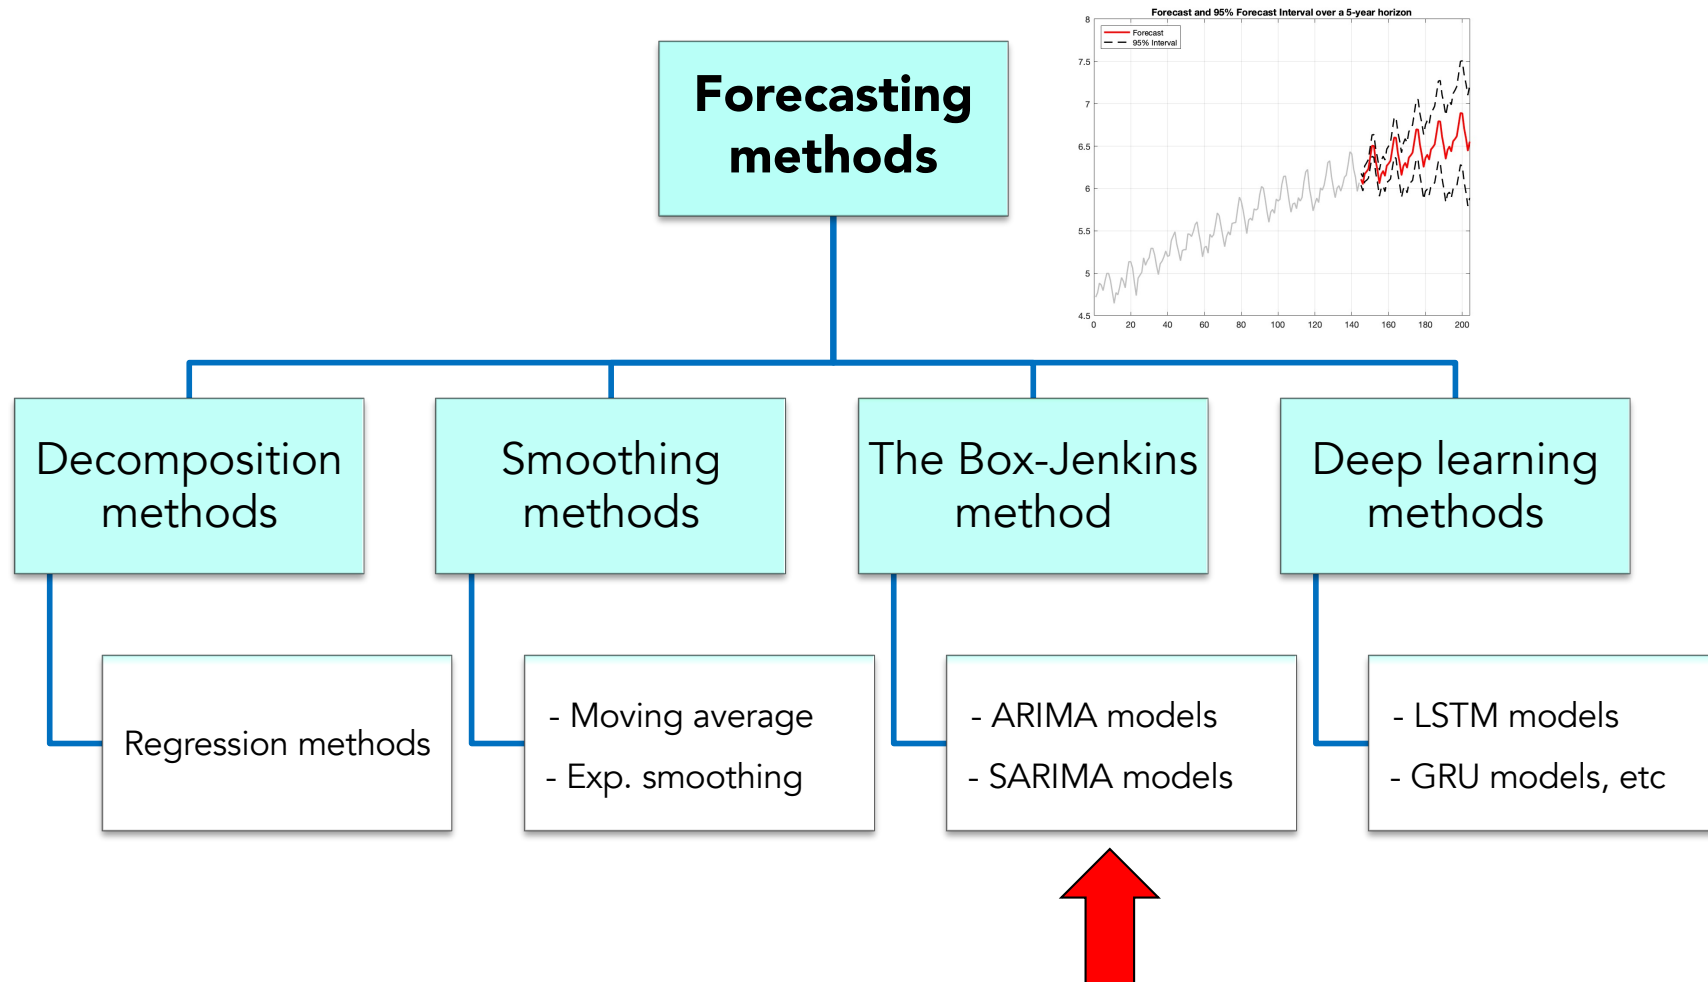 Forecast and 95% Forecast Interval over a 5-year horizon
Forecast
95% Interval
8
7.5
7
6.5
6
5.5
5
4.5
0 20 40 60 80 100 120 140 160 180 200
Forecasting
methods
Decomposition
methods
Smoothing
methods
The Box-Jenkins
method
Deep learning
methods
Regression methods
- Moving average
- Exp. smoothing
- ARIMA models
- SARIMA models
- LSTM models
- GRU models, etc